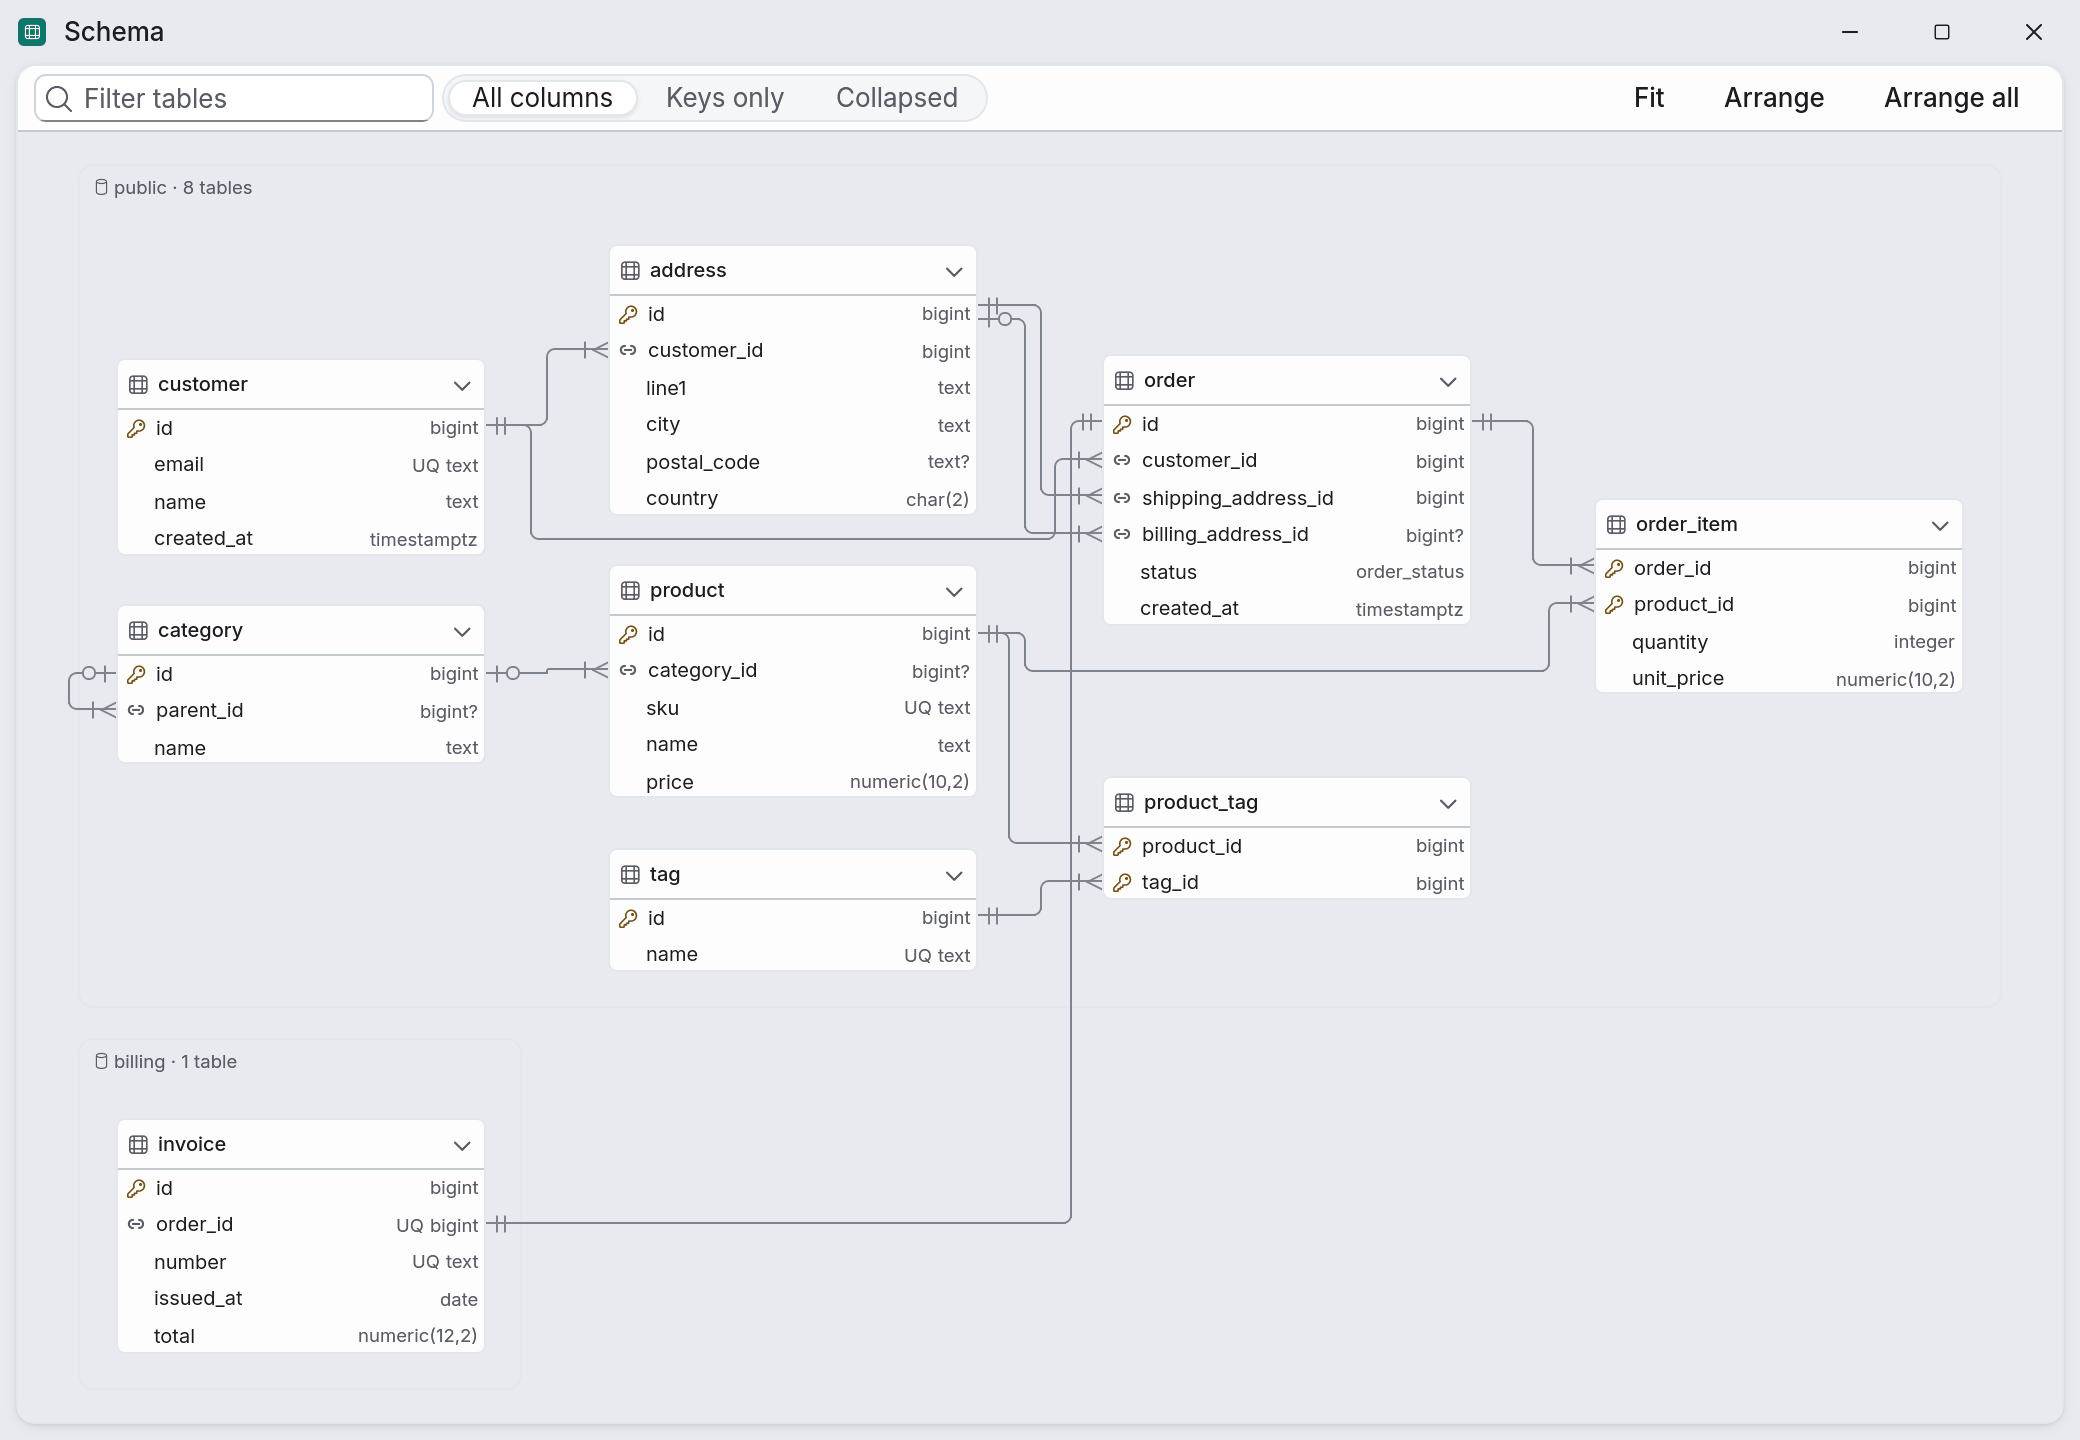 Schema
Filter tables
All columns
Keys only
Collapsed
Fit
Arrange
Arrange all
public · 8 tables
customer
id bigint
email UQ text
name text
created_at timestamptz
category
id bigint
parent_id bigint?
name text
address
id bigint
customer_id bigint
line1 text
city text
postal_code text?
country char(2)
product
id bigint
category_id bigint?
sku UQ text
name text
price numeric(10,2)
tag
id bigint
name UQ text
order
id bigint
customer_id bigint
shipping_address_id bigint
billing_address_id bigint?
status order_status
created_at timestamptz
product_tag
product_id bigint
tag_id bigint
order_item
order_id bigint
product_id bigint
quantity integer
unit_price numeric(10,2)
billing · 1 table
invoice
id bigint
order_id UQ bigint
number UQ text
issued_at date
total numeric(12,2)